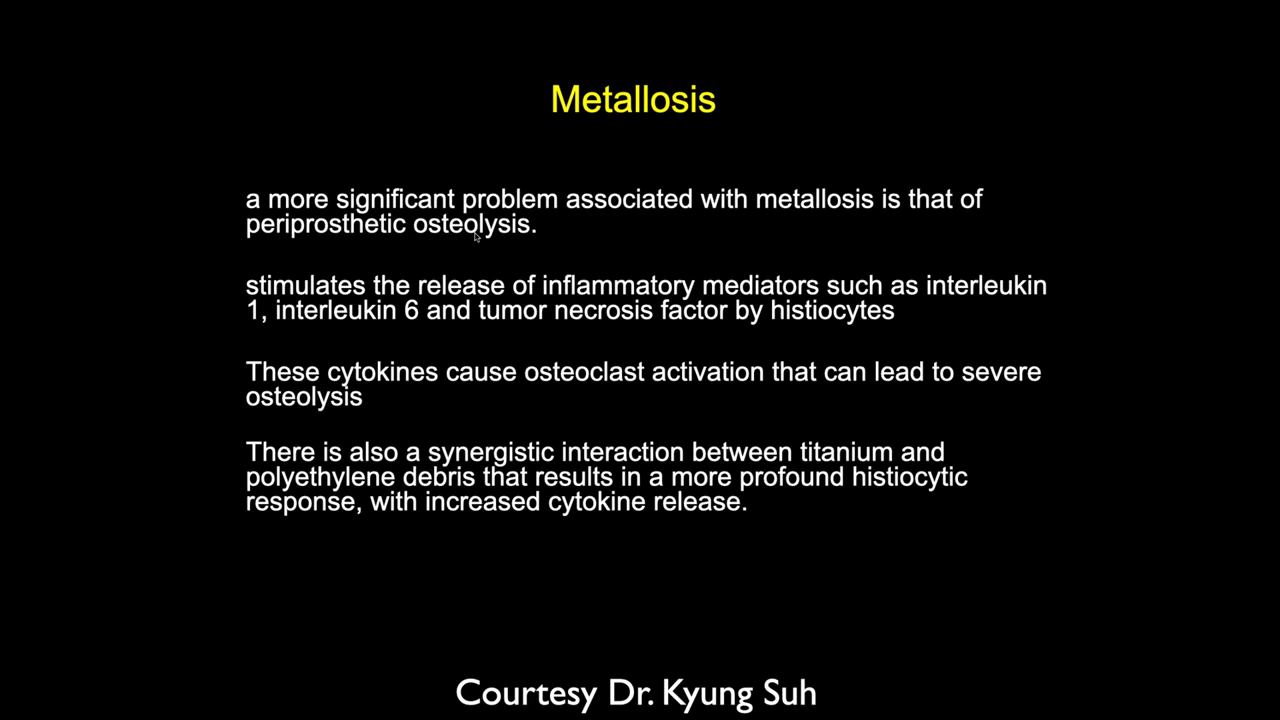 Metallosis
a more significant problem associated with metallosis is that of
periprosthetic osteolysis.
stimulates the release of inflammatory mediators such as interleukin
1, interleukin 6 and tumor necrosis factor by histiocytes
These cytokines cause osteoclast activation that can lead to severe
osteolysis
There is also a synergistic interaction between titanium and
polyethylene debris that results in a more profound histiocytic
response, with increased cytokine release.
Courtesy Dr. Kyung Suh